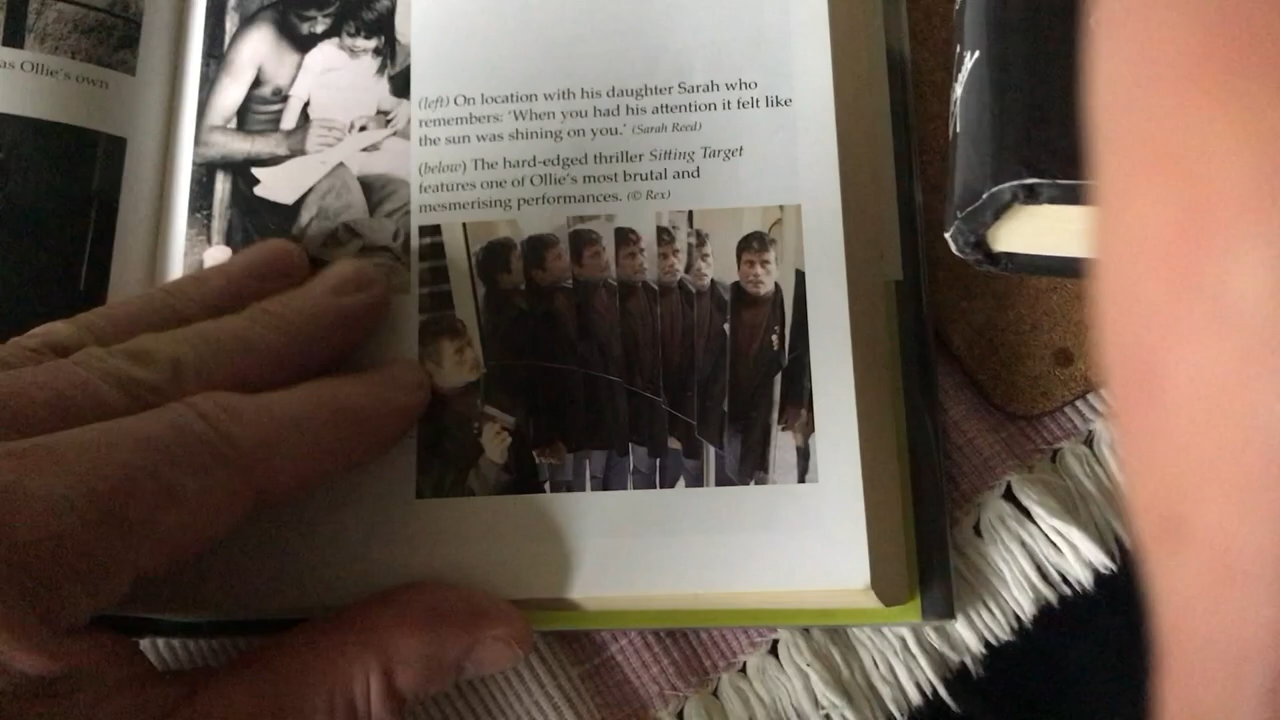 as Ollie's own
(left) On location with his daughter Sarah who
remembers: 'When you had his attention it felt like
the sun was shining on you.' (Sarah Reed)
(below) The hard-edged thriller Sitting Target
features one of Ollie's most brutal and
mesmerising performances. (© Rex)